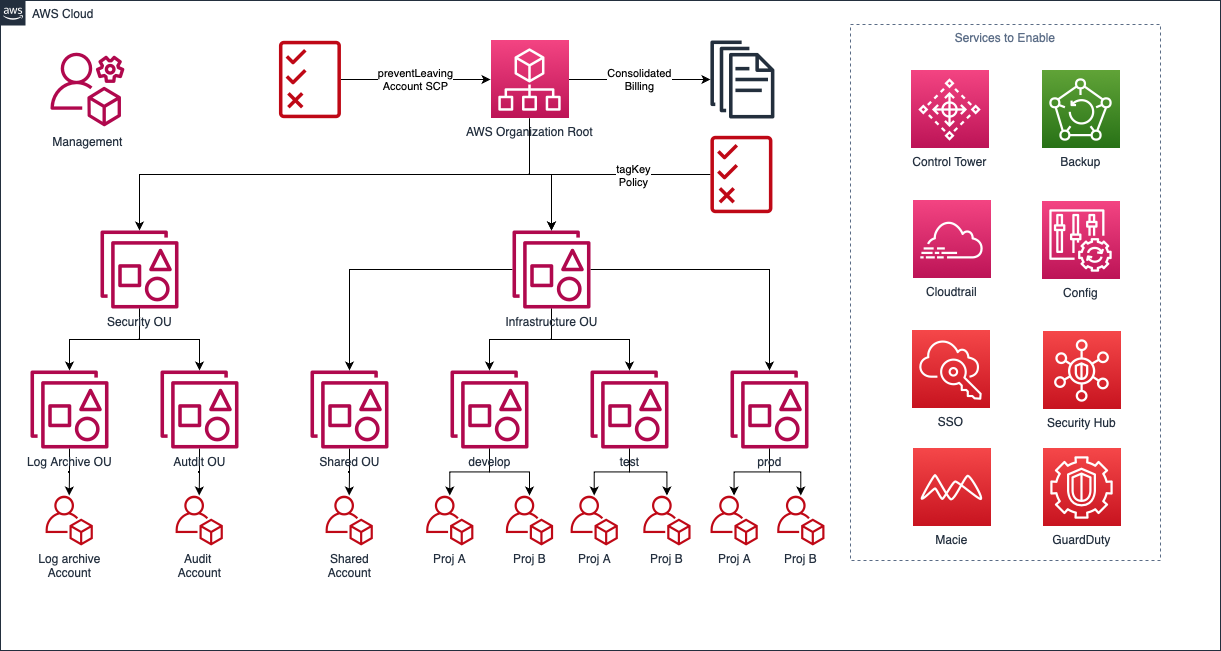 aws
AWS Cloud
Services to Enable
preventLeaving
Account SCP
Consolidated
Billing
AWS Organization Root
Management
Control Tower
Backup
tagKey
Policy
Cloudtrail
Config
Security OU
Infrastructure OU
SSO
Security Hub
Log Archive OU
Autdit OU
Shared OU
develop
test
prod
Macie
GuardDuty
Log archive
Account
Audit
Account
Shared
Account
Proj A
Proj B
Proj A
Proj B
Proj A
Proj B